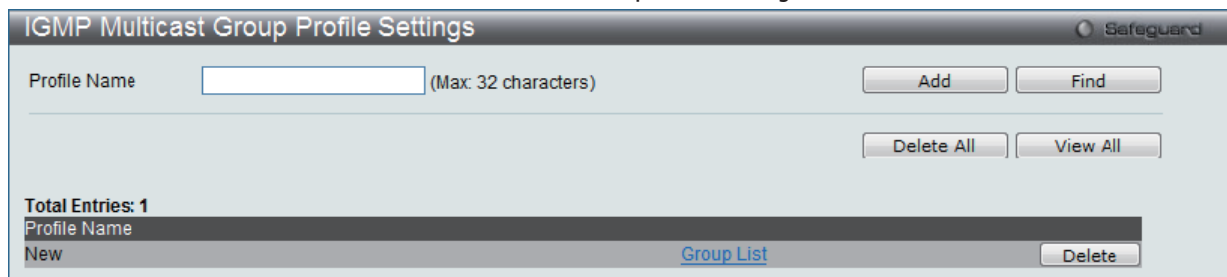 IGMP Multicast Group Profile Settings
Safeguard
Profile Name (Max: 32 characters) Add Find
Delete All View All
Total Entries: 1
Profile Name
New Group List Delete